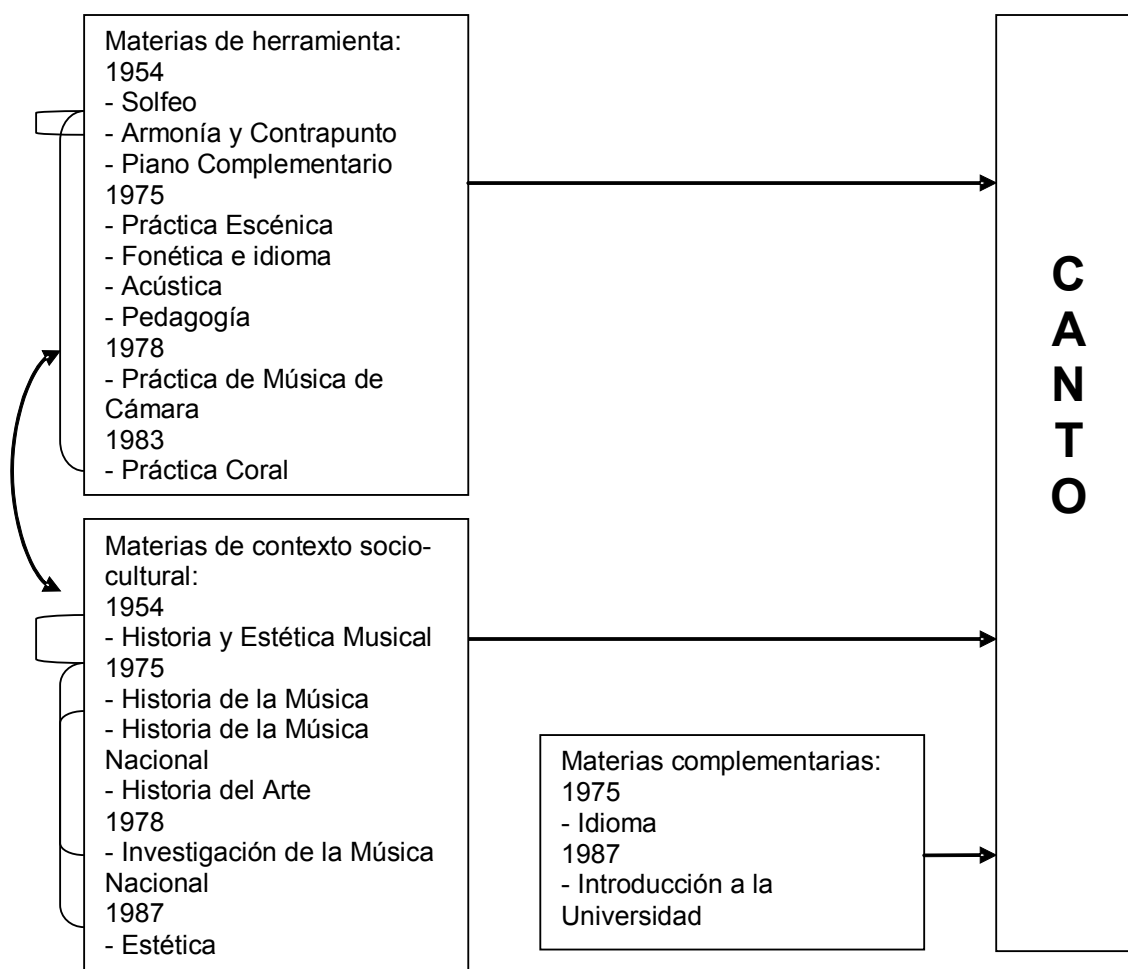 Materias de herramienta:
1954
- Solfeo
- Armonía y Contrapunto
- Piano Complementario
1975
- Práctica Escénica
- Fonética e idioma
- Acústica
- Pedagogía
1978
- Práctica de Música de
Cámara
1983
- Práctica Coral
Materias de contexto socio-
cultural:
1954
- Historia y Estética Musical
1975
- Historia de la Música
- Historia de la Música
Nacional
- Historia del Arte
1978
- Investigación de la Música
Nacional
1987
- Estética
Materias complementarias:
1975
- Idioma
1987
- Introducción a la
Universidad
C
A
N
T
O